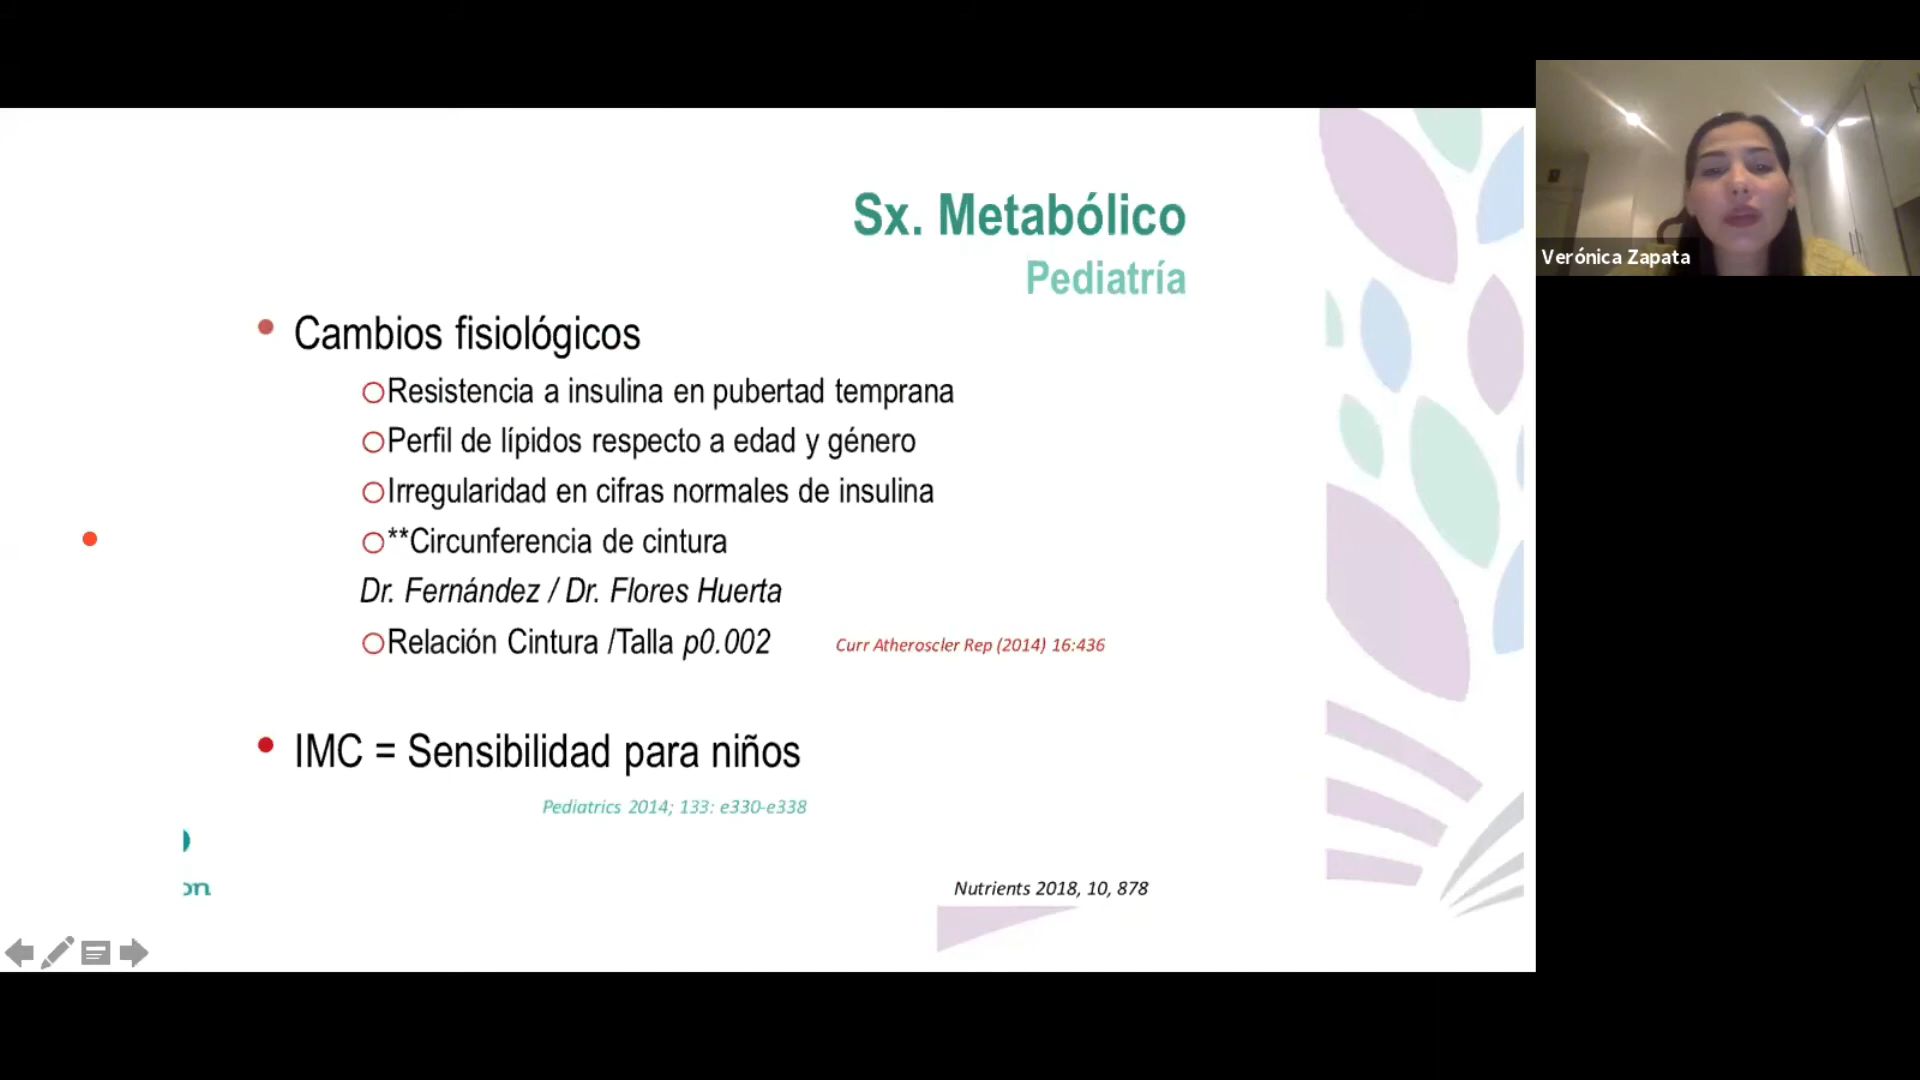 Sx. Metabólico
Pediatría
Cambios fisiológicos
Resistencia a insulina en pubertad temprana
Perfil de lípidos respecto a edad y género
Irregularidad en cifras normales de insulina
**Circunferencia de cintura
Dr. Fernández / Dr. Flores Huerta
Relación Cintura /Talla p0.002
Curr Atheroscler Rep (2014) 16:436
IMC = Sensibilidad para niños
Pediatrics 2014; 133: e330-e338
Nutrients 2018, 10, 878
Verónica Zapata